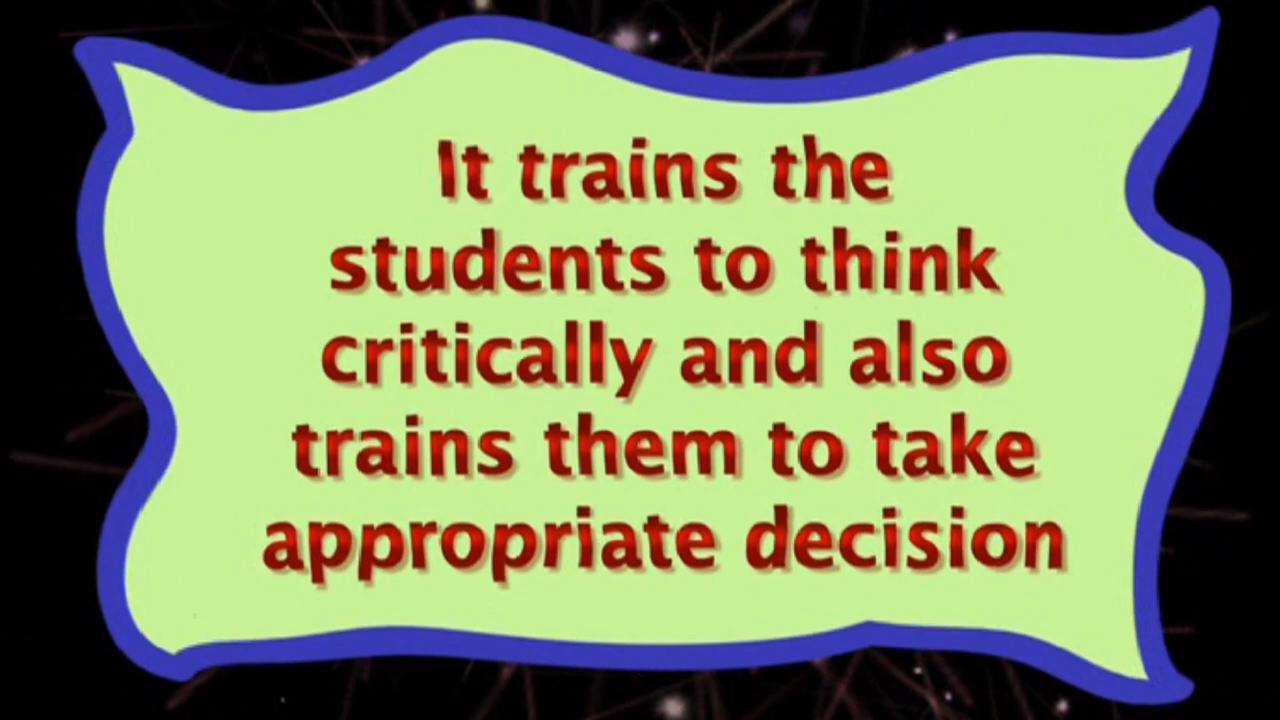 It trains the
students to think
critically and also
trains them to take
appropriate decision